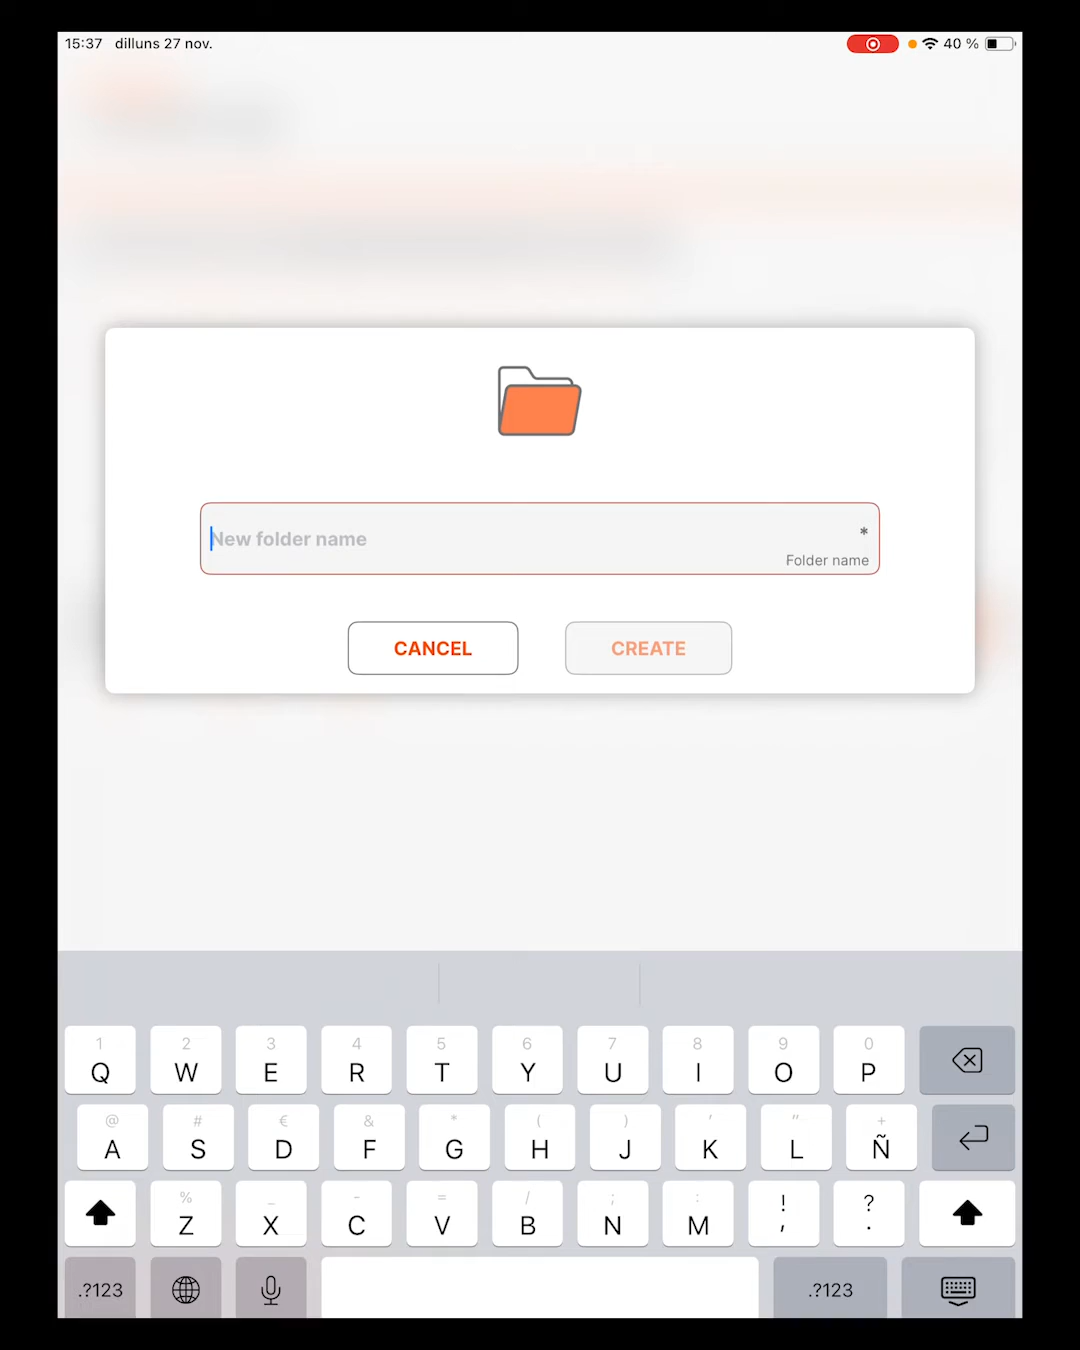 15:37 dilluns 27 nov. 40 %
New folder name *
Folder name
CANCEL CREATE
1 2 3 4 5 6 7 8 9 0
Q W E R T Y U I O P
@ # € & * ( ) ' " +
A S D F G H J K L Ñ
% _ - = / ; : ! ?
Z X C V B N M , .
.?123 .?123